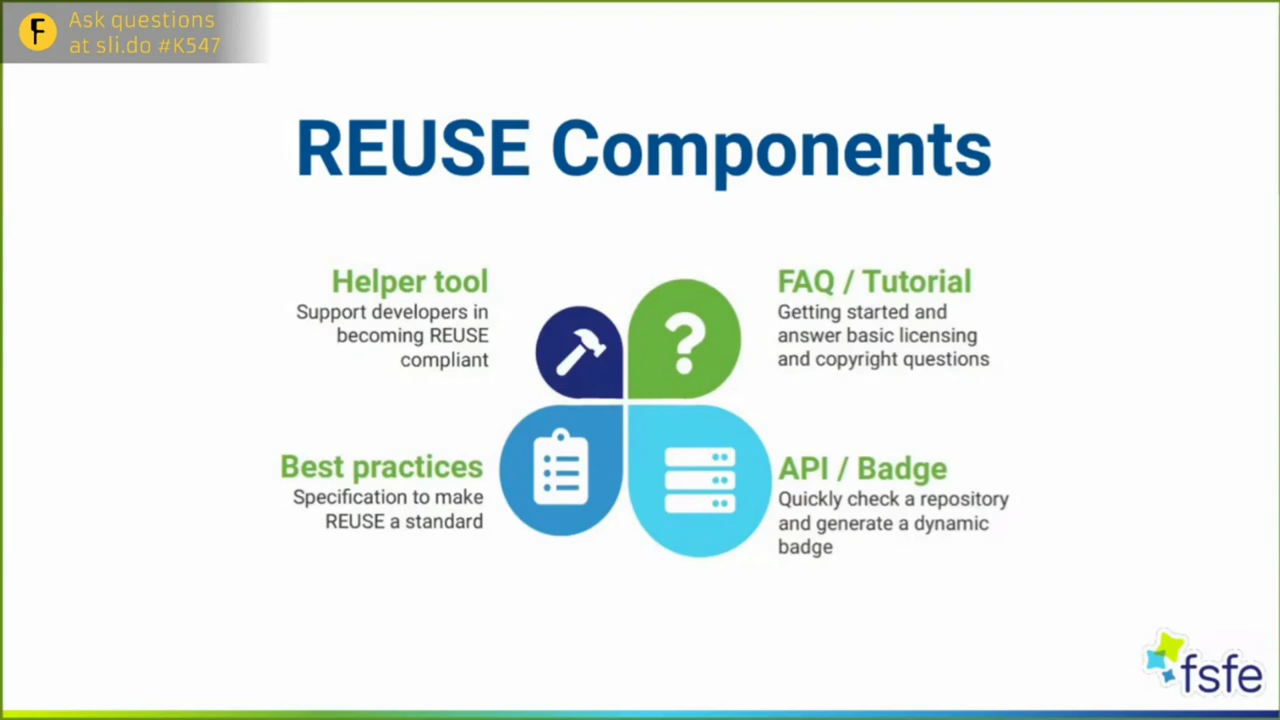 F
Ask questions
at sli.do #K547
REUSE Components
Helper tool
Support developers in
becoming REUSE
compliant
FAQ / Tutorial
Getting started and
answer basic licensing
and copyright questions
Best practices
Specification to make
REUSE a standard
API / Badge
Quickly check a repository
and generate a dynamic
badge
fsfe